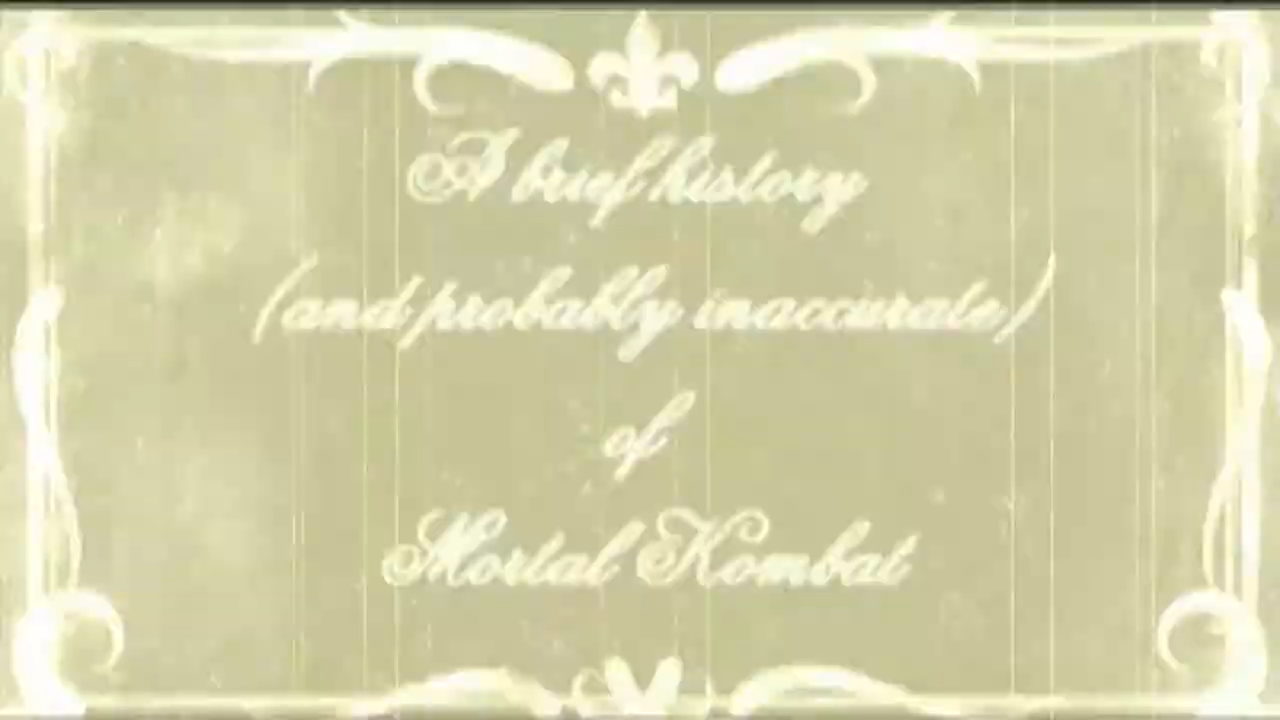 A brief history
(and probably inaccurate)
of
Mortal Kombat